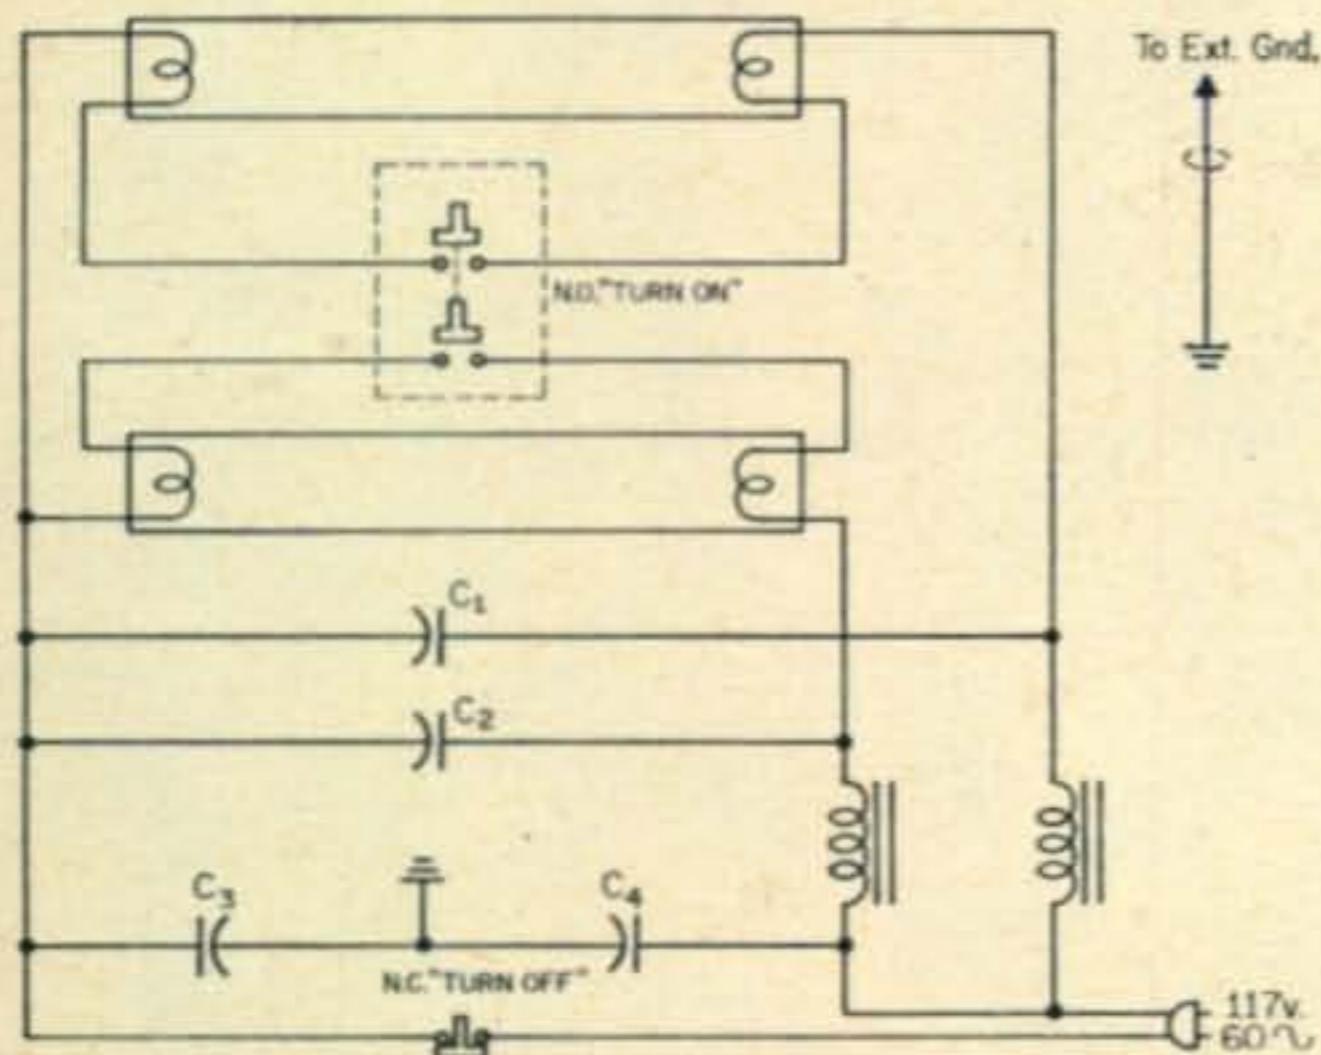 To Ext. Gnd.
N.O. "TURN ON"
C1
C2
C3
C4
N.C. "TURN OFF"
117v.
60∿